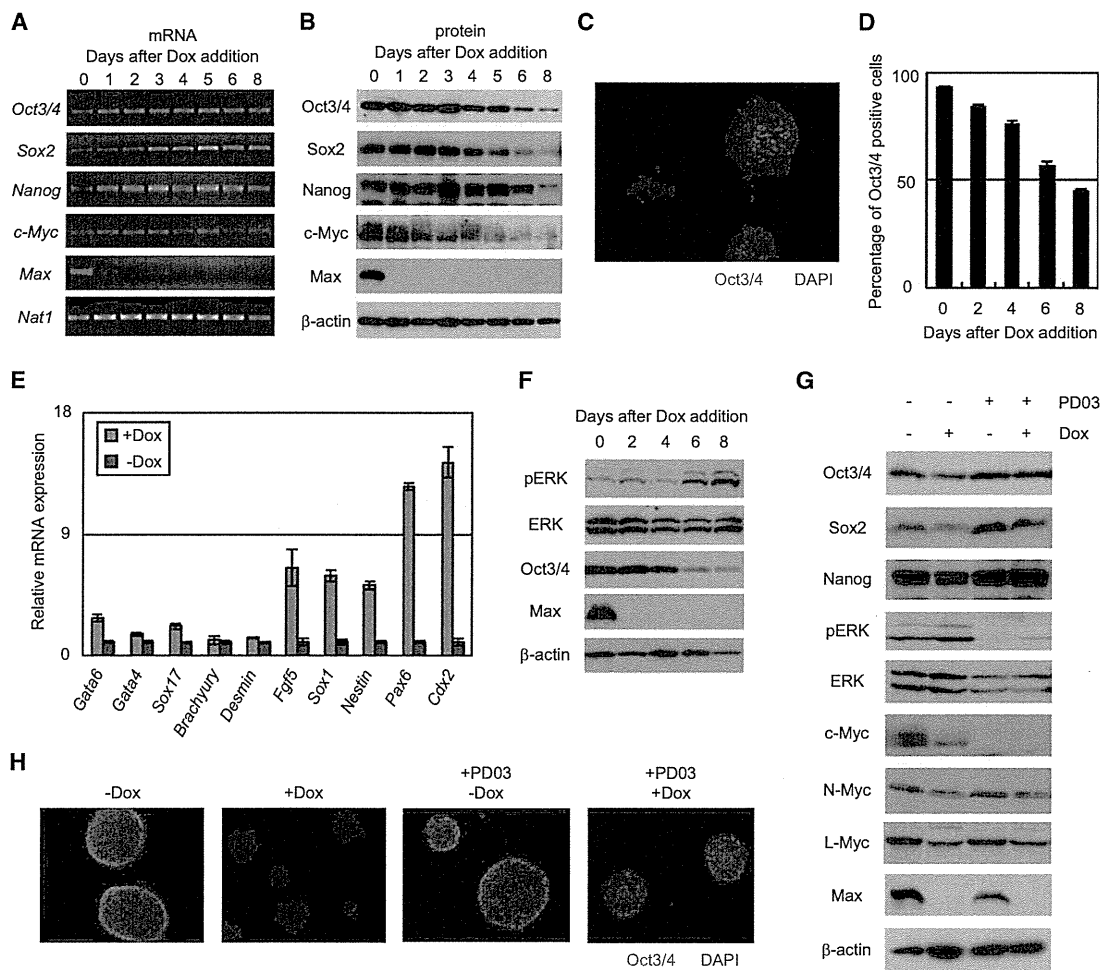 A
mRNA
Days after Dox addition
0 1 2 3 4 5 6 8
Oct3/4
Sox2
Nanog
c-Myc
Max
Nat1
B
protein
Days after Dox addition
0 1 2 3 4 5 6 8
Oct3/4
Sox2
Nanog
c-Myc
Max
β-actin
C
Oct3/4 DAPI
D
Percentage of Oct3/4 positive cells
100
50
0
0 2 4 6 8
Days after Dox addition
E
Relative mRNA expression
18
9
0
+Dox
-Dox
Gata6
Gata4
Sox17
Brachyury
Desmin
Fgf5
Sox1
Nestin
Pax6
Cdx2
F
Days after Dox addition
0 2 4 6 8
pERK
ERK
Oct3/4
Max
β-actin
G
- - + + PD03
- + - + Dox
Oct3/4
Sox2
Nanog
pERK
ERK
c-Myc
N-Myc
L-Myc
Max
β-actin
H
-Dox
+Dox
+PD03
-Dox
+PD03
+Dox
Oct3/4 DAPI